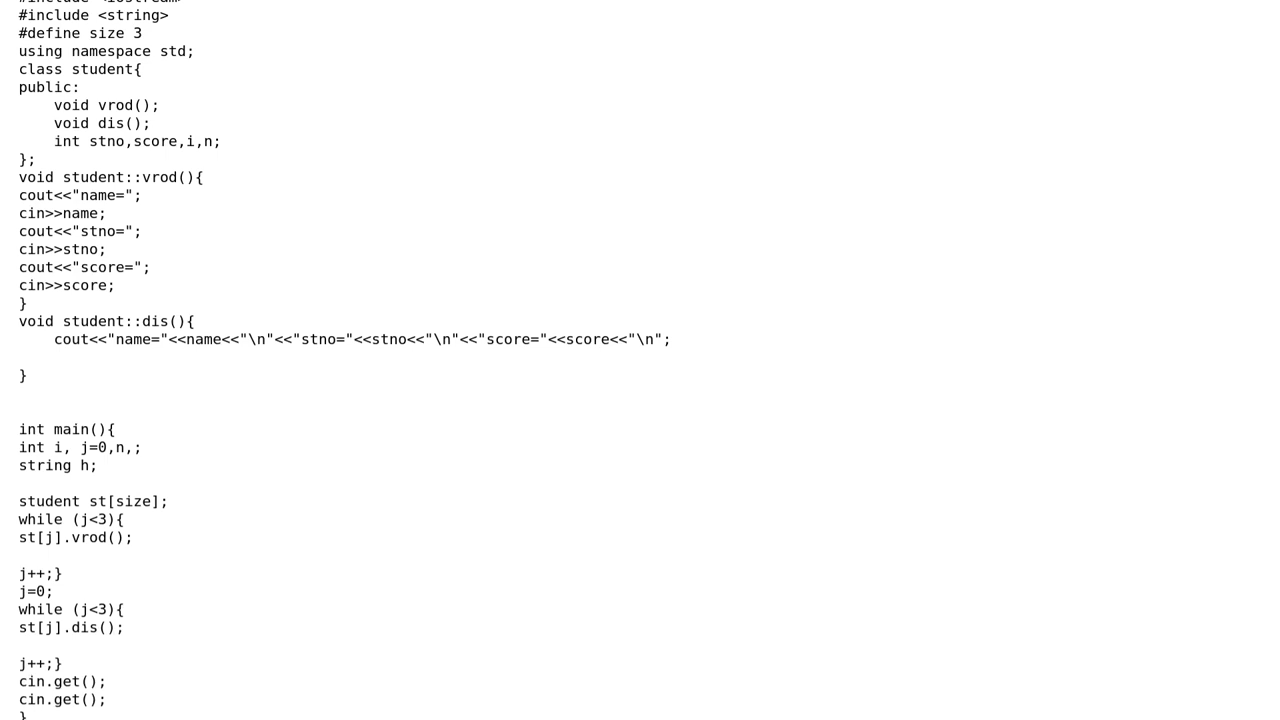 #include <iostream>
#include <string>
#define size 3
using namespace std;
class student{
public:
    void vrod();
    void dis();
    int stno,score,i,n;
};
void student::vrod(){
cout<<"name=";
cin>>name;
cout<<"stno=";
cin>>stno;
cout<<"score=";
cin>>score;
}
void student::dis(){
    cout<<"name="<<name<<"\n"<<"stno="<<stno<<"\n"<<"score="<<score<<"\n";

}


int main(){
int i, j=0,n,;
string h;

student st[size];
while (j<3){
st[j].vrod();

j++;}
j=0;
while (j<3){
st[j].dis();

j++;}
cin.get();
cin.get();
}